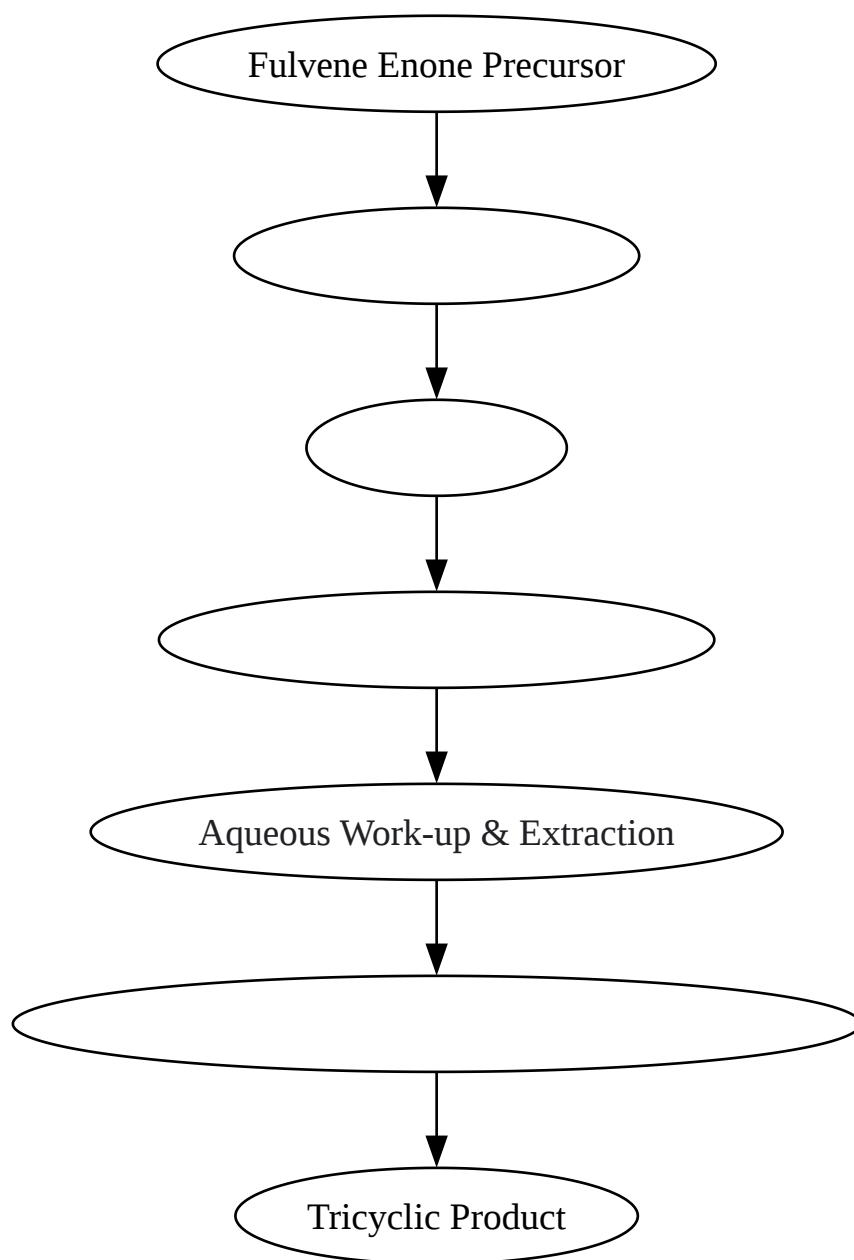 Fulvene Enone Precursor
Aqueous Work-up & Extraction
Tricyclic Product